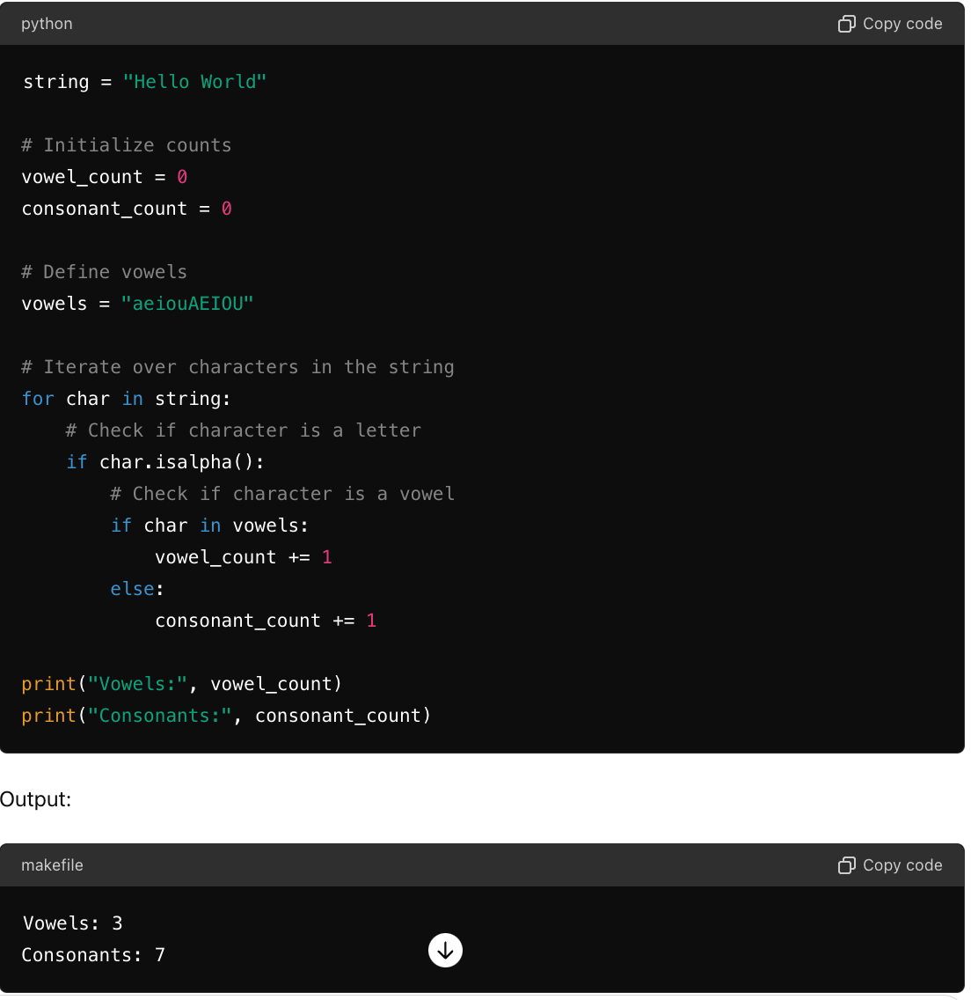 python
Copy code
string = "Hello World"
# Initialize counts
vowel_count = 0
consonant_count = 0
# Define vowels
vowels = "aeiouAEIOU"
# Iterate over characters in the string
for char in string:
    # Check if character is a letter
    if char.isalpha():
        # Check if character is a vowel
        if char in vowels:
            vowel_count += 1
        else:
            consonant_count += 1
print("Vowels:", vowel_count)
print("Consonants:", consonant_count)
Output:
makefile
Copy code
Vowels: 3
Consonants: 7